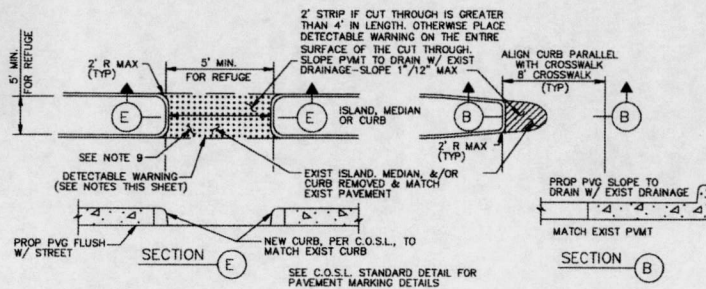 2' STRIP IF CUT THROUGH IS GREATER
THAN 4' IN LENGTH. OTHERWISE PLACE
DETECTABLE WARNING ON THE ENTIRE
SURFACE OF THE CUT THROUGH.
SLOPE PVMT TO DRAIN W/ EXIST
DRAINAGE-SLOPE 1"/12" MAX
5' MIN.
FOR REFUGE
2' R MAX
(TYP)
5' MIN.
FOR REFUGE
ALIGN CURB PARALLEL
WITH CROSSWALK
8' CROSSWALK
(TYP)
E
E
ISLAND, MEDIAN
OR CURB
B
B
2' R MAX
(TYP)
SEE NOTE 9
DETECTABLE WARNING
(SEE NOTES THIS SHEET)
EXIST ISLAND, MEDIAN, &/OR
CURB REMOVED & MATCH
EXIST PAVEMENT
PROP PVG SLOPE TO
DRAIN W/ EXIST DRAINAGE
PROP PVG FLUSH
W/ STREET
SECTION E
NEW CURB, PER C.O.S.L., TO
MATCH EXIST CURB
MATCH EXIST PVMT
SECTION B
SEE C.O.S.L. STANDARD DETAIL FOR
PAVEMENT MARKING DETAILS